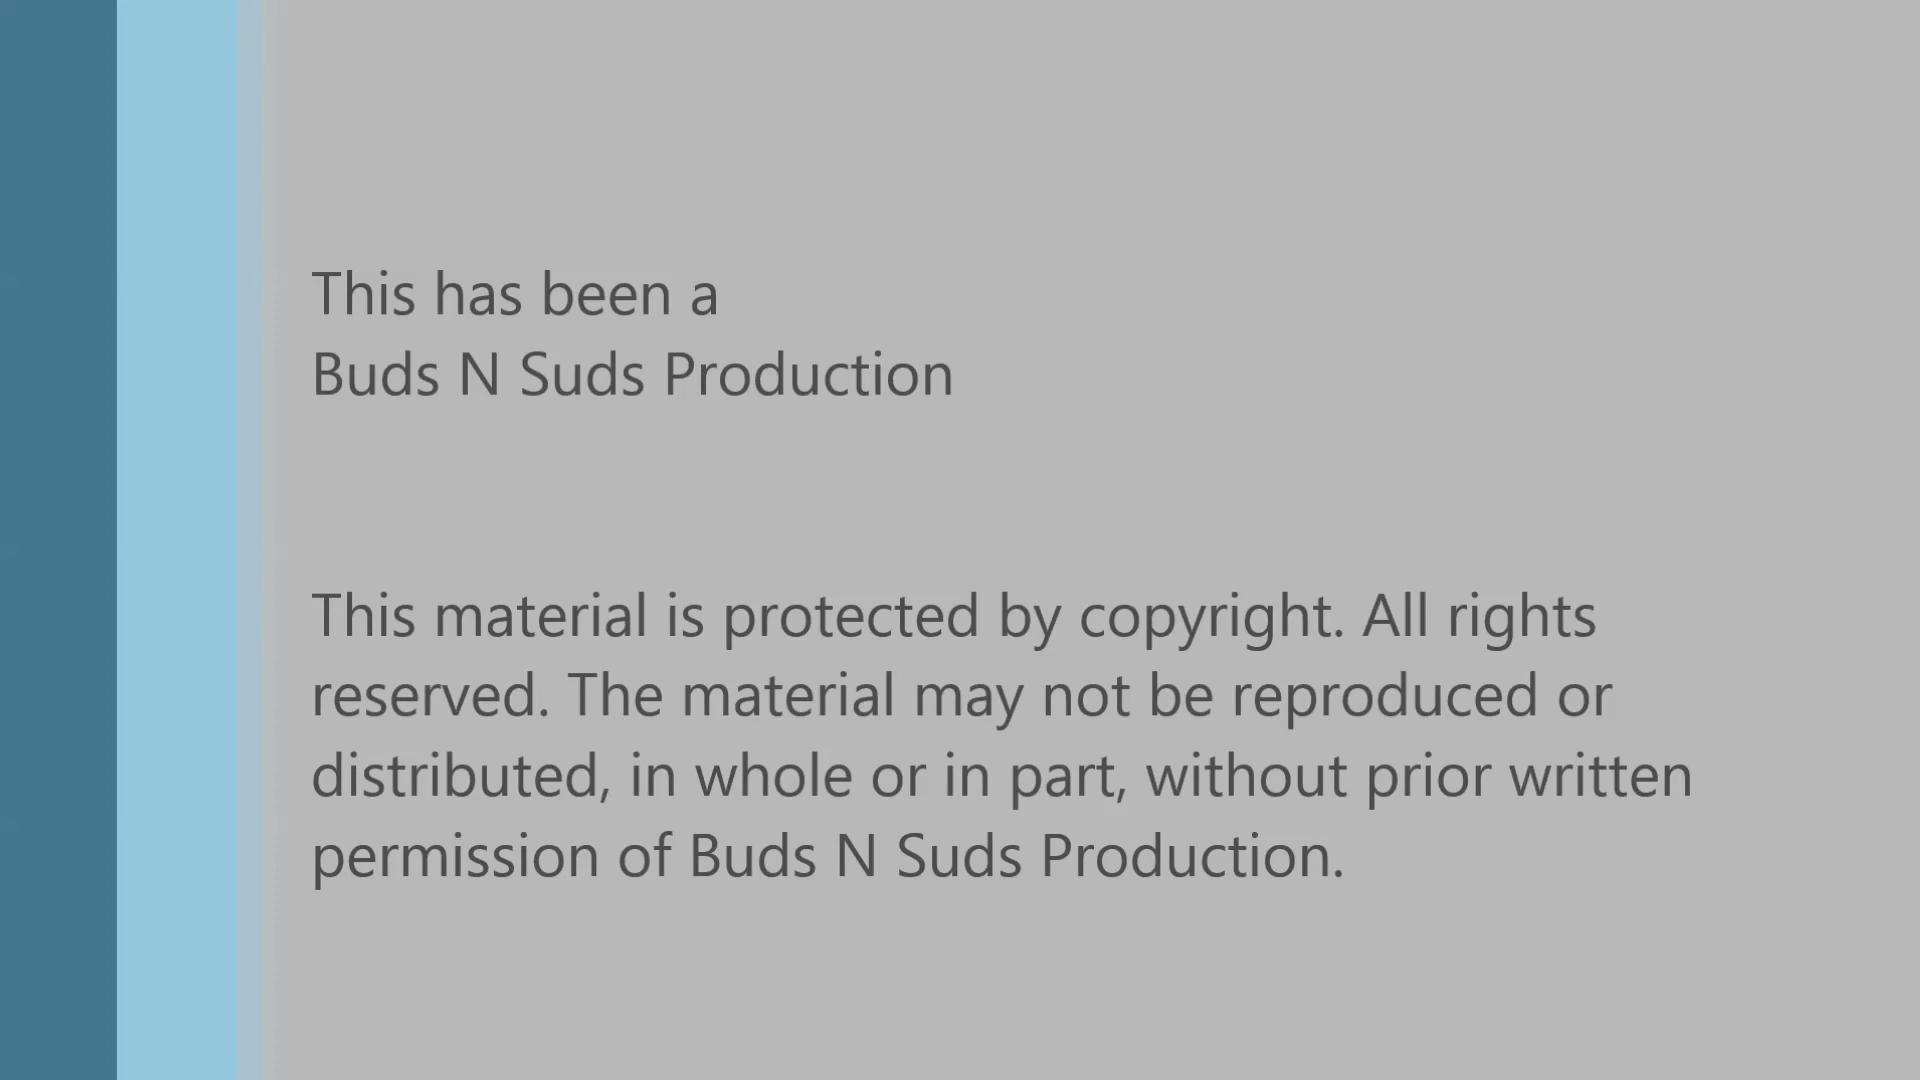 This has been a
Buds N Suds Production
This material is protected by copyright. All rights
reserved. The material may not be reproduced or
distributed, in whole or in part, without prior written
permission of Buds N Suds Production.